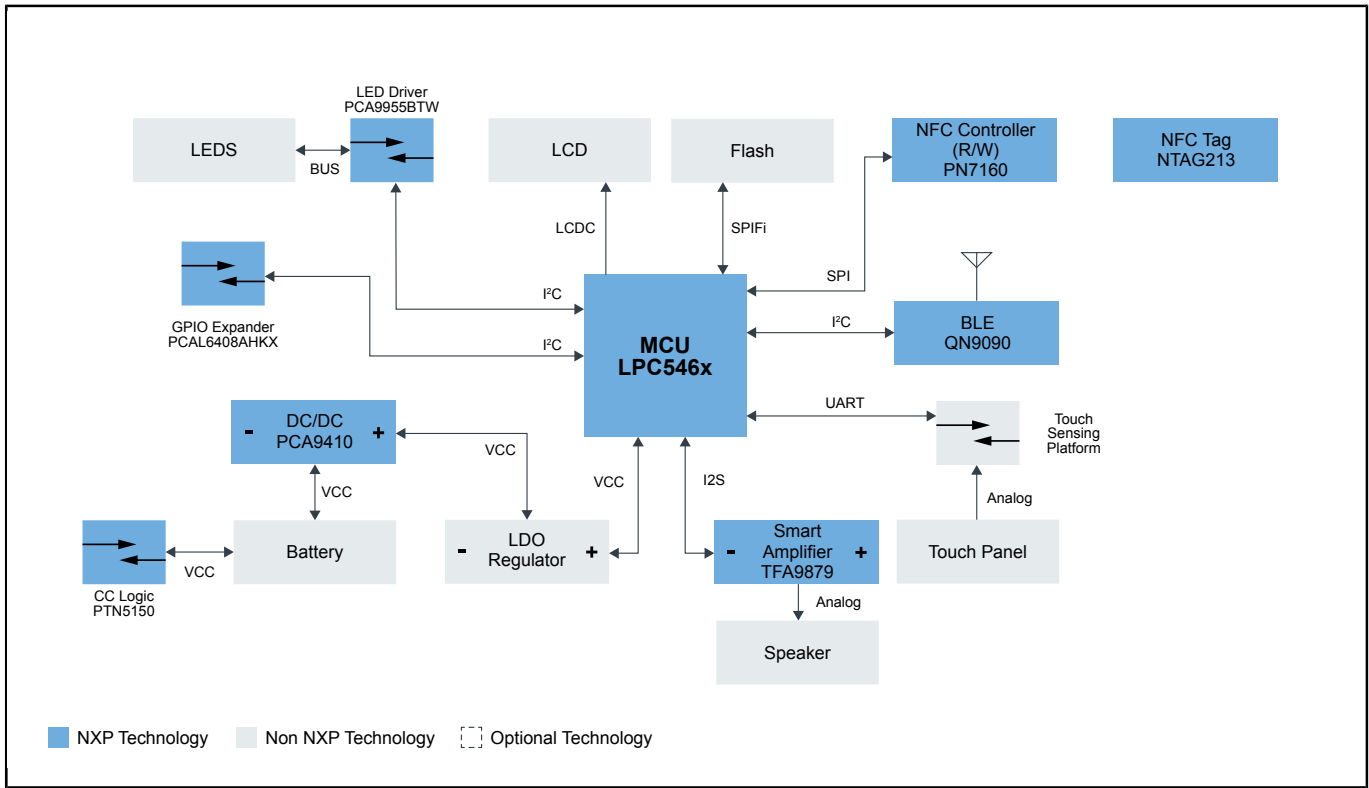 LED Driver
PCA9955BTW
LEDS
BUS
LCD
Flash
NFC Controller
(R/W)
PN7160
NFC Tag
NTAG213
LCDC
SPIFi
SPI
GPIO Expander
PCAL6408AHKX
I²C
I²C
MCU
LPC546x
I²C
BLE
QN9090
UART
Touch
Sensing
Platform
- DC/DC +
PCA9410
VCC
VCC
VCC
I2S
Analog
CC Logic
PTN5150
VCC
Battery
- LDO +
Regulator
- Smart +
Amplifier
TFA9879
Touch Panel
Analog
Speaker
NXP Technology
Non NXP Technology
Optional Technology